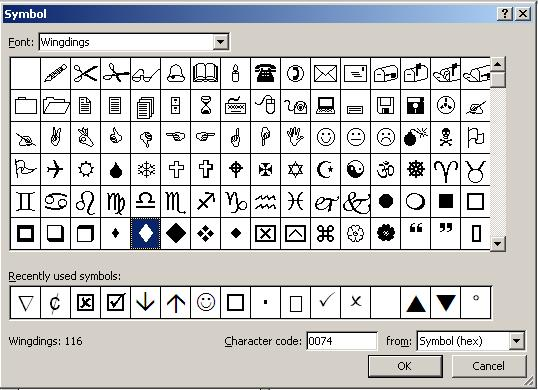 Symbol
Font: Wingdings
Recently used symbols:
Wingdings: 116
Character code: 0074 from: Symbol (hex)
OK Cancel